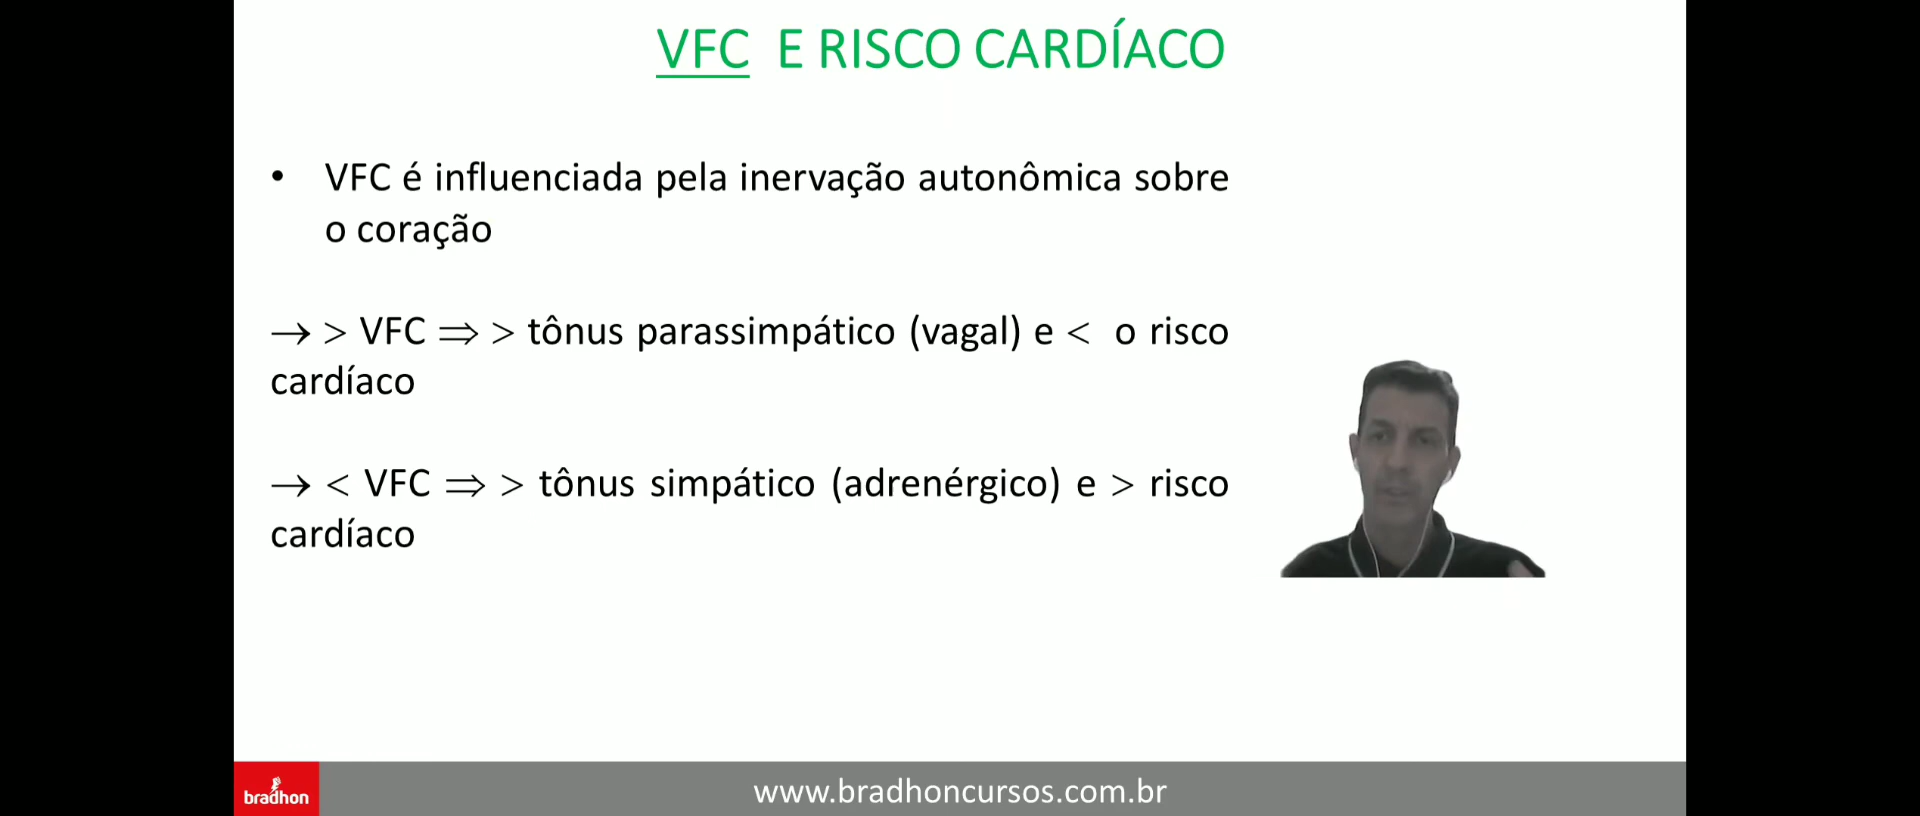 VFC E RISCO CARDÍACO
• VFC é influenciada pela inervação autonômica sobre
o coração
→ > VFC ⇒ > tônus parassimpático (vagal) e < o risco
cardíaco
→ < VFC ⇒ > tônus simpático (adrenérgico) e > risco
cardíaco
bradhon
www.bradhoncursos.com.br